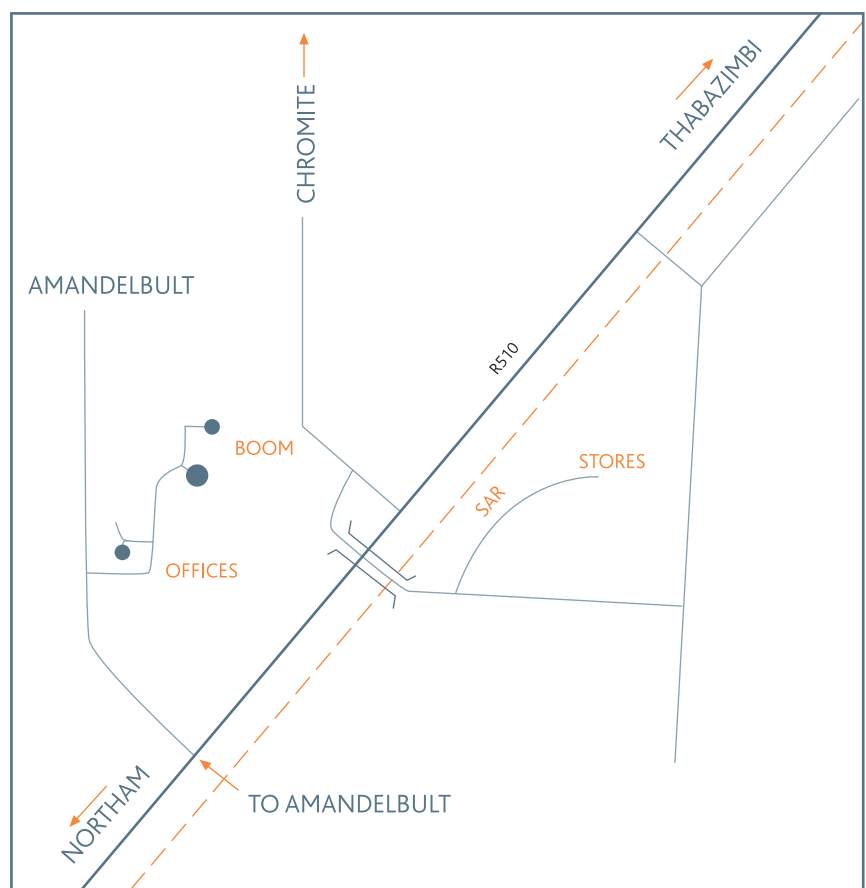 THABAZIMBI
CHROMITE
AMANDELBULT
R510
BOOM
STORES
SAR
OFFICES
NORTHAM
TO AMANDELBULT